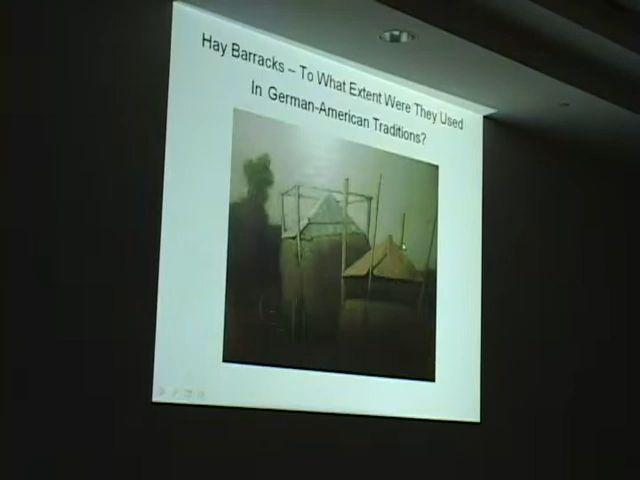 Hay Barracks – To What Extent Were They Used
In German-American Traditions?